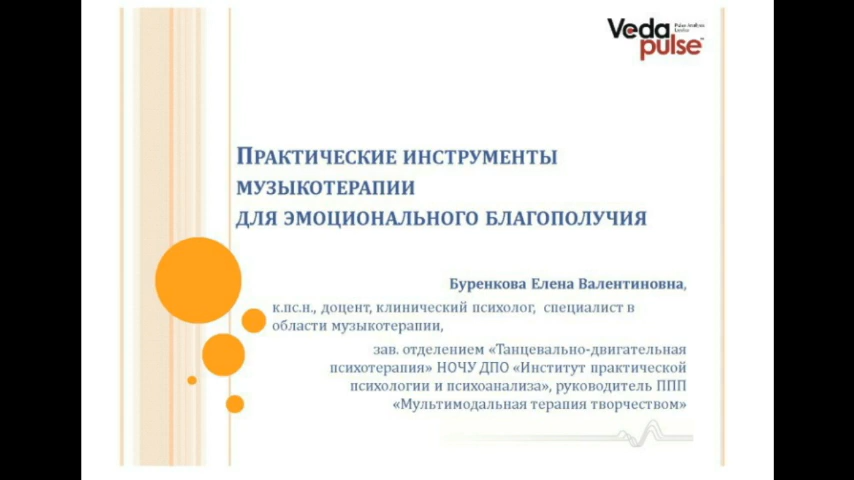 Veda
pulse
ПРАКТИЧЕСКИЕ ИНСТРУМЕНТЫ
МУЗЫКОТЕРАПИИ
ДЛЯ ЭМОЦИОНАЛЬНОГО БЛАГОПОЛУЧИЯ
Буренкова Елена Валентиновна,
к.пс.н., доцент, клинический психолог, специалист в
области музыкотерапии,
зав. отделением «Танцевально-двигательная
психотерапия» НОЧУ ДПО «Институт практической
психологии и психоанализа», руководитель ППП
«Мультимодальная терапия творчеством»